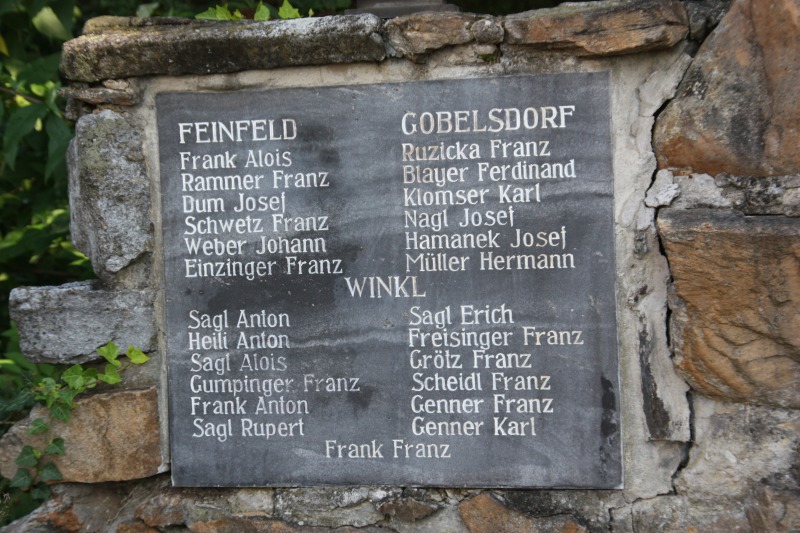 FEINFELD
Frank Alois
Rammer Franz
Dum Josef
Schwetz Franz
Weber Johann
Einzinger Franz
GOBELSDORF
Ruzicka Franz
Blayer Ferdinand
Klomser Karl
Nagl Josef
Hamanek Josef
Müller Hermann
WINKL
Sagl Anton
Heili Anton
Sagl Alois
Gumpinger Franz
Frank Anton
Sagl Rupert
Sagl Erich
Freisinger Franz
Grötz Franz
Scheidl Franz
Genner Franz
Genner Karl
Frank Franz